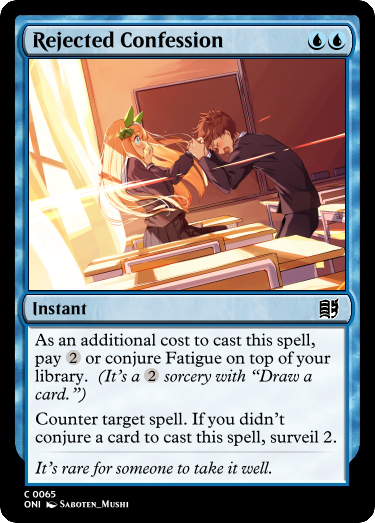 Rejected Confession
Instant
As an additional cost to cast this spell,
pay 2 or conjure Fatigue on top of your
library. (It's a 2 sorcery with “Draw a
card.”)
Counter target spell. If you didn't
conjure a card to cast this spell, surveil 2.
It's rare for someone to take it well.
C 0065
ONI Saboten_Mushi